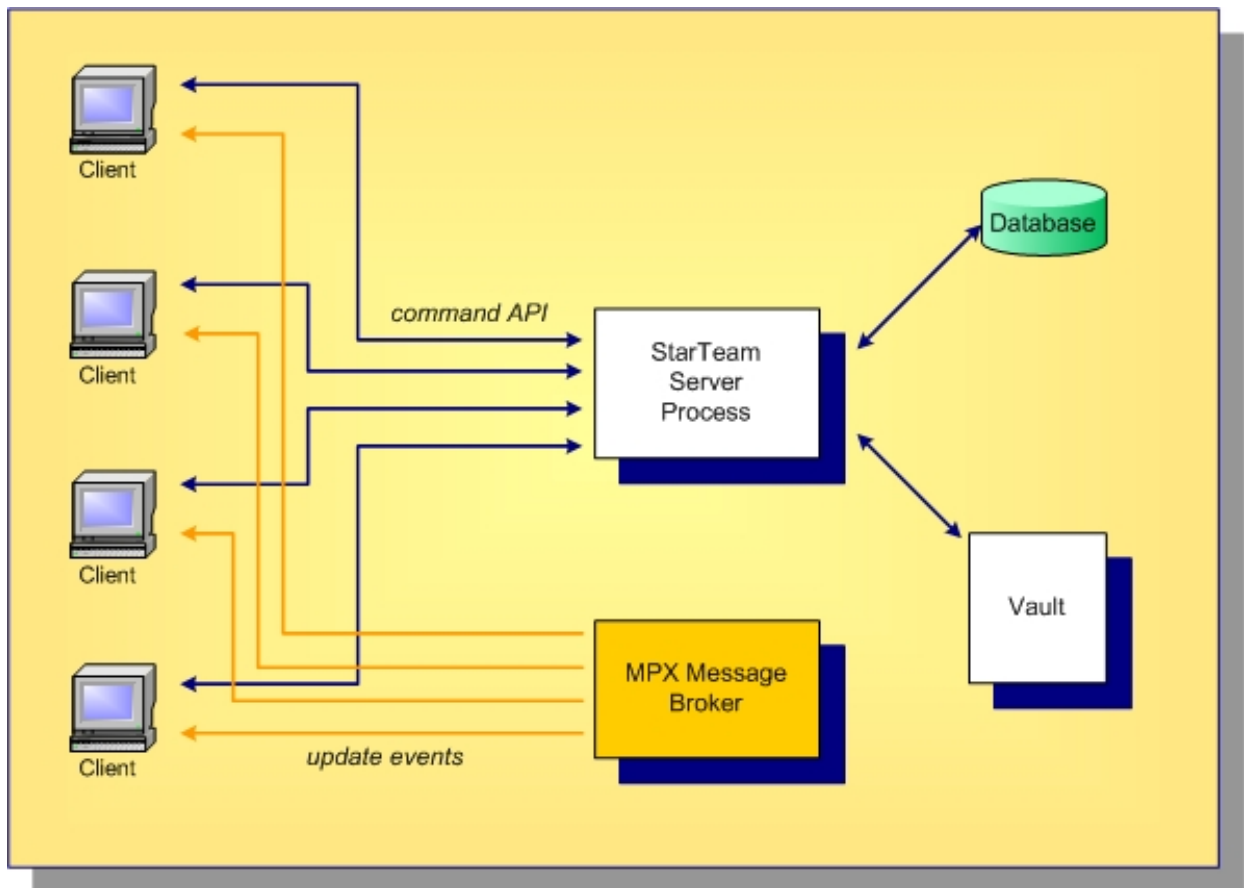 Client
Client
Client
Client
command API
StarTeam
Server
Process
Database
Vault
MPX Message
Broker
update events